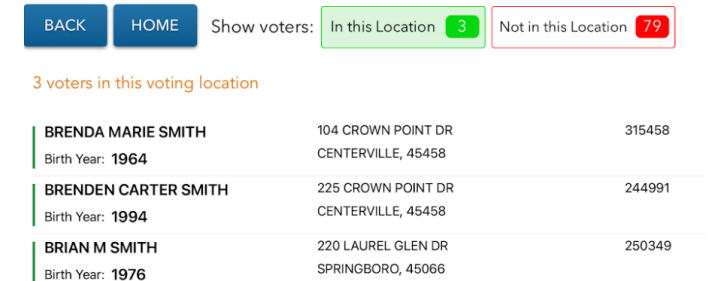 BACK HOME Show voters: In this Location 3 Not in this Location 79
3 voters in this voting location
BRENDA MARIE SMITH 104 CROWN POINT DR 315458
Birth Year: 1964 CENTERVILLE, 45458
BRENDEN CARTER SMITH 225 CROWN POINT DR 244991
Birth Year: 1994 CENTERVILLE, 45458
BRIAN M SMITH 220 LAUREL GLEN DR 250349
Birth Year: 1976 SPRINGBORO, 45066